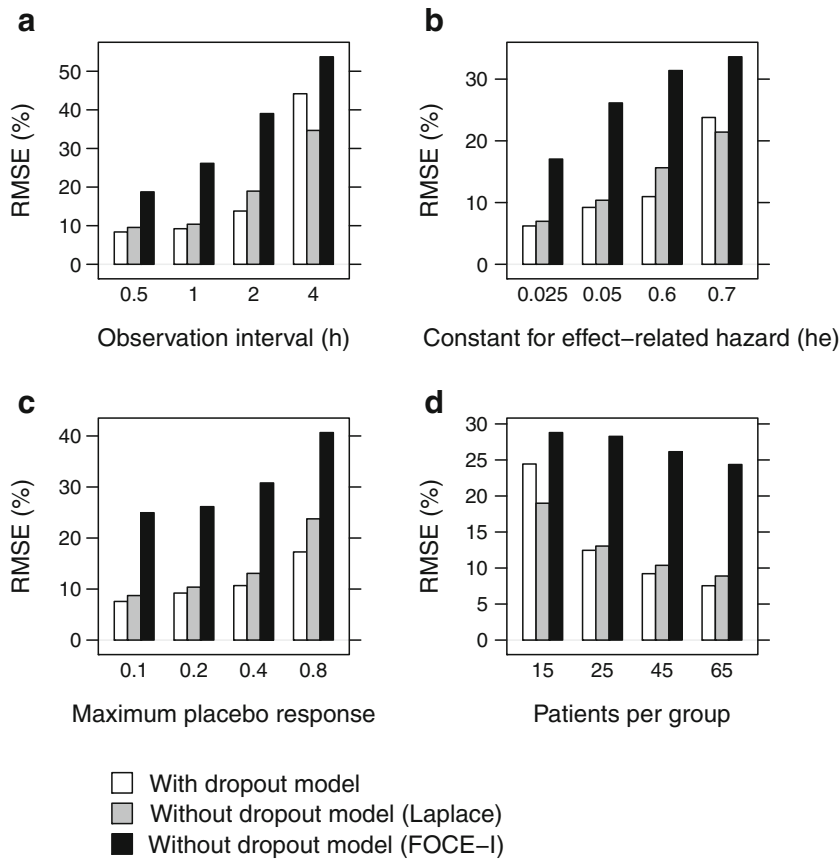 a
RMSE (%)
50
40
30
20
10
0
0.5 1 2 4
Observation interval (h)
b
RMSE (%)
30
20
10
0
0.025 0.05 0.6 0.7
Constant for effect−related hazard (he)
c
RMSE (%)
40
30
20
10
0
0.1 0.2 0.4 0.8
Maximum placebo response
d
RMSE (%)
30
25
20
15
10
5
0
15 25 45 65
Patients per group
With dropout model
Without dropout model (Laplace)
Without dropout model (FOCE−I)